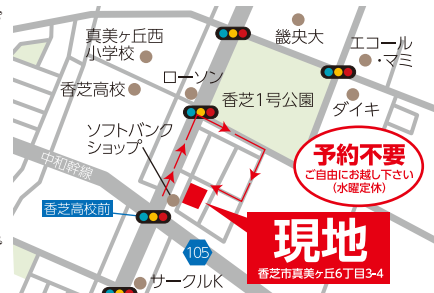 真美ヶ丘西
小学校
畿央大
エコール
・マミ
香芝高校
ローソン
香芝1号公園
ダイキ
ソフトバンク
ショップ
中和幹線
予約不要
ご自由にお越し下さい
(水曜定休)
香芝高校前
現地
香芝市真美ヶ丘6丁目3-4
105
サークルK